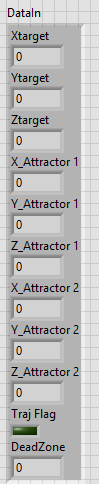 DataIn
Xtarget
0
Ytarget
0
Ztarget
0
X_Attractor 1
0
Y_Attractor 1
0
Z_Attractor 1
0
X_Attractor 2
0
Y_Attractor 2
0
Z_Attractor 2
0
Traj Flag
DeadZone
0